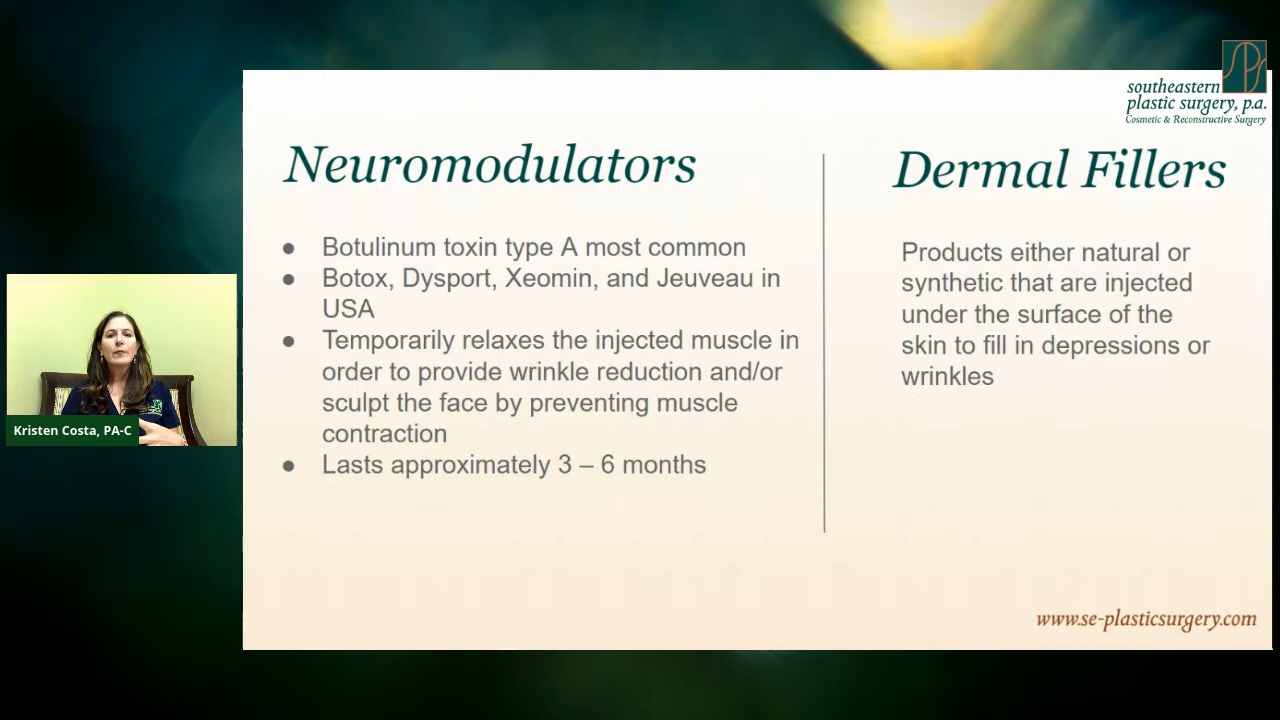 southeastern
plastic surgery, p.a.
Cosmetic & Reconstructive Surgery
Neuromodulators
● Botulinum toxin type A most common
● Botox, Dysport, Xeomin, and Jeuveau in
USA
● Temporarily relaxes the injected muscle in
order to provide wrinkle reduction and/or
sculpt the face by preventing muscle
contraction
● Lasts approximately 3 – 6 months
Dermal Fillers
Products either natural or
synthetic that are injected
under the surface of the
skin to fill in depressions or
wrinkles
Kristen Costa, PA-C
www.se-plasticsurgery.com